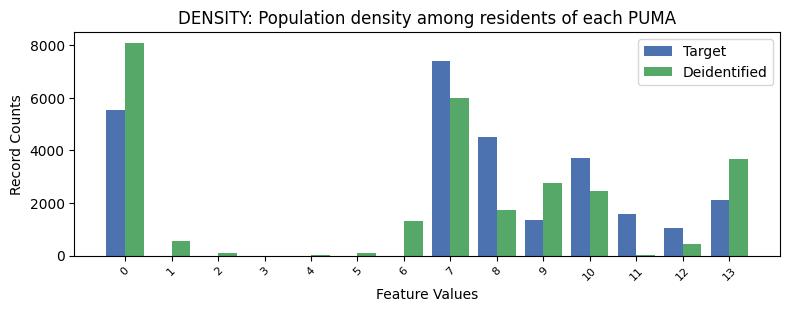 DENSITY: Population density among residents of each PUMA
8000
6000
4000
2000
0
Record Counts
Target
Deidentified
0 1 2 3 4 5 6 7 8 9 10 11 12 13
Feature Values